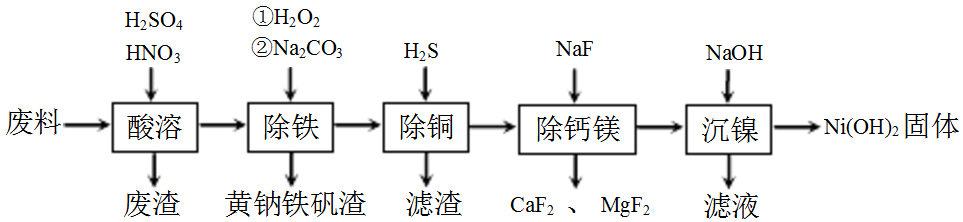 H₂SO₄ ①H₂O₂
HNO₃ ②Na₂CO₃ H₂S NaF NaOH
废料 酸溶 除铁 除铜 除钙镁 沉镍 Ni(OH)₂固体
废渣 黄钠铁矾渣 滤渣 CaF₂ 、 MgF₂ 滤液